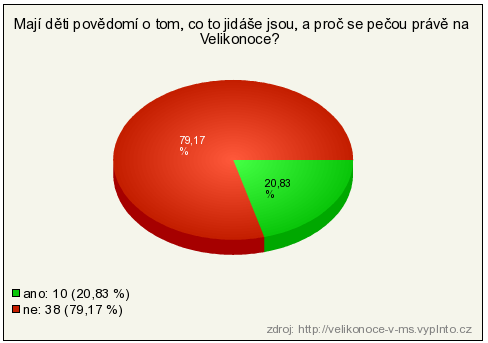 Mají děti povědomí o tom, co to jidáše jsou, a proč se pečou právě na
Velikonoce?
79,17
%
20,83
%
ano: 10 (20,83 %)
ne: 38 (79,17 %)
zdroj: http://velikonoce-v-ms.vyplnto.cz